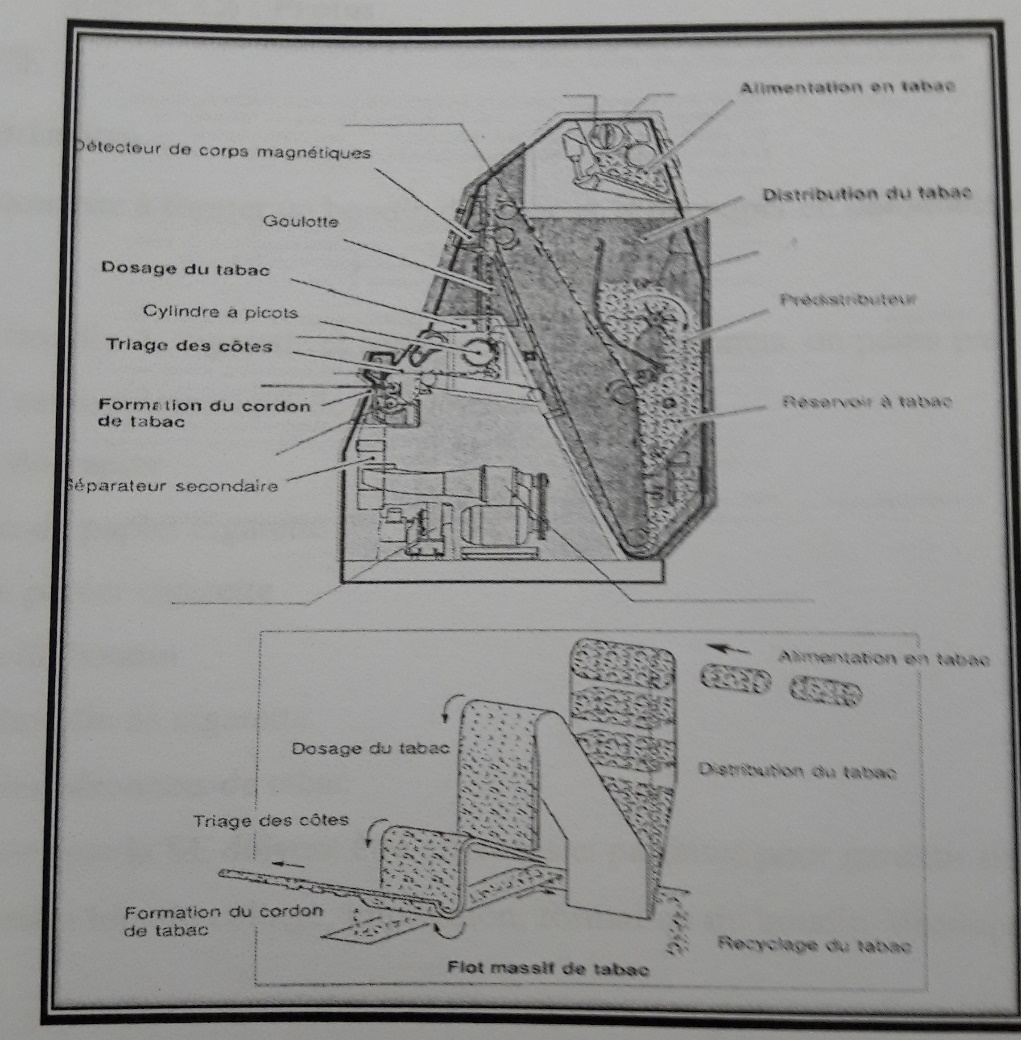 Alimentation en tabac
Détecteur de corps magnétiques
Distribution du tabac
Goulotte
Dosage du tabac
Prédistributeur
Cylindre à picots
Triage des côtes
Réservoir à tabac
Formation du cordon
de tabac
Séparateur secondaire
Alimentation en tabac
Dosage du tabac
Distribution du tabac
Triage des côtes
Formation du cordon
de tabac
Recyclage du tabac
Flot massif de tabac